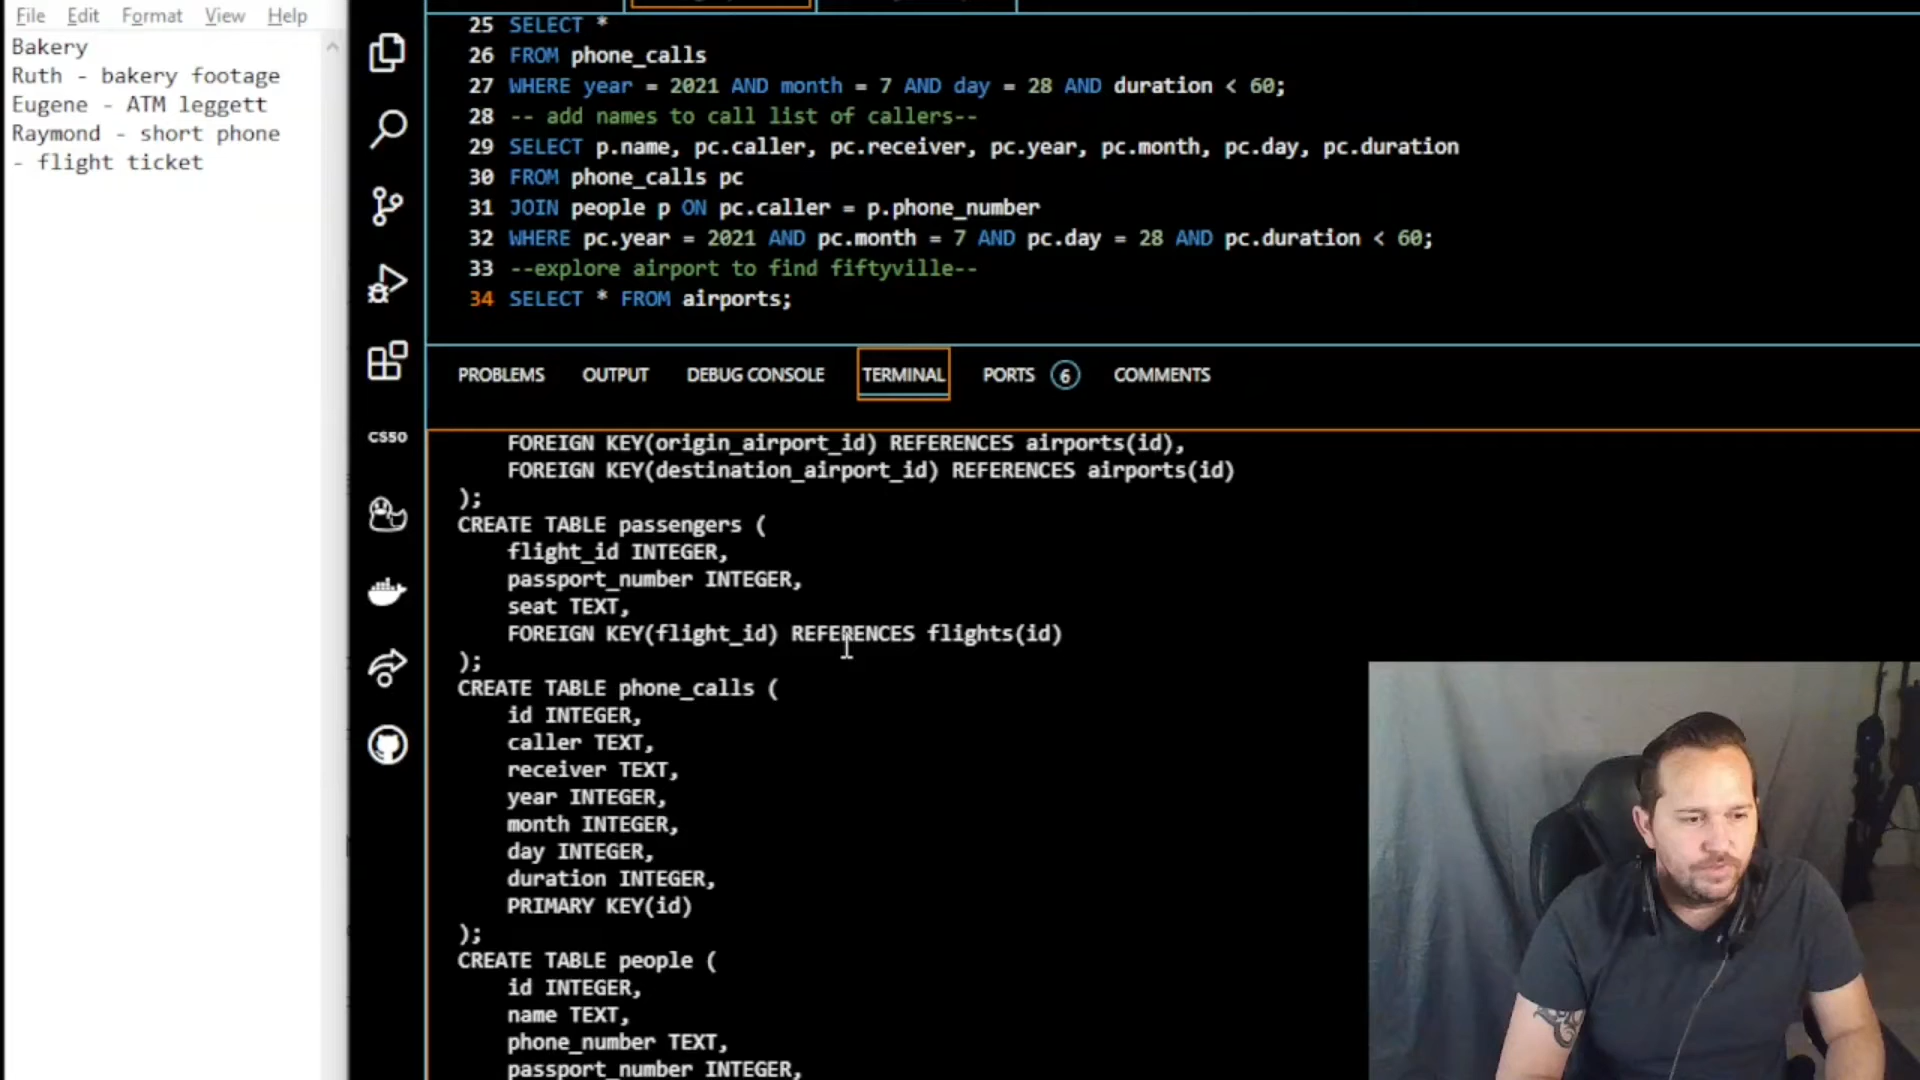 File Edit Format View Help
Bakery
Ruth - bakery footage
Eugene - ATM leggett
Raymond - short phone
- flight ticket
CS50
25 SELECT *
26 FROM phone_calls
27 WHERE year = 2021 AND month = 7 AND day = 28 AND duration < 60;
28 -- add names to call list of callers--
29 SELECT p.name, pc.caller, pc.receiver, pc.year, pc.month, pc.day, pc.duration
30 FROM phone_calls pc
31 JOIN people p ON pc.caller = p.phone_number
32 WHERE pc.year = 2021 AND pc.month = 7 AND pc.day = 28 AND pc.duration < 60;
33 --explore airport to find fiftyville--
34 SELECT * FROM airports;
PROBLEMS OUTPUT DEBUG CONSOLE TERMINAL PORTS 6 COMMENTS
FOREIGN KEY(origin_airport_id) REFERENCES airports(id),
FOREIGN KEY(destination_airport_id) REFERENCES airports(id)
);
CREATE TABLE passengers (
flight_id INTEGER,
passport_number INTEGER,
seat TEXT,
FOREIGN KEY(flight_id) REFERENCES flights(id)
);
CREATE TABLE phone_calls (
id INTEGER,
caller TEXT,
receiver TEXT,
year INTEGER,
month INTEGER,
day INTEGER,
duration INTEGER,
PRIMARY KEY(id)
);
CREATE TABLE people (
id INTEGER,
name TEXT,
phone_number TEXT,
passport_number INTEGER,